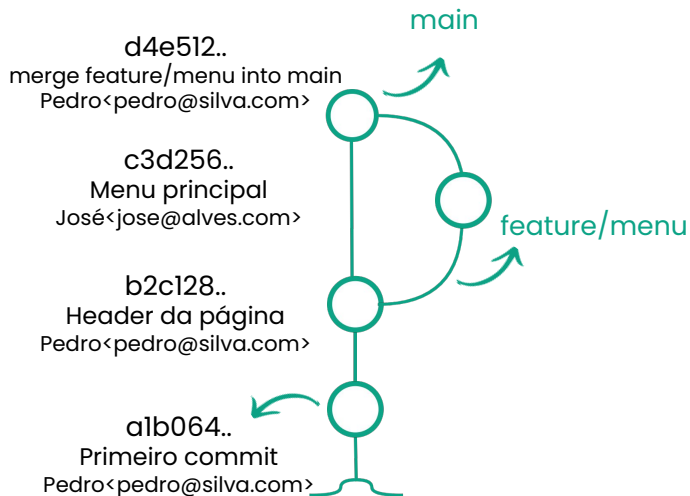 main
d4e512..
merge feature/menu into main
Pedro<pedro@silva.com>
c3d256..
Menu principal
José<jose@alves.com>
feature/menu
b2c128..
Header da página
Pedro<pedro@silva.com>
a1b064..
Primeiro commit
Pedro<pedro@silva.com>